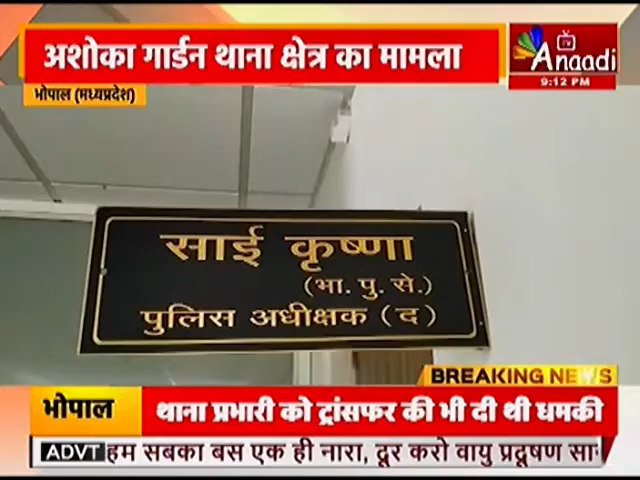 अशोका गार्डन थाना क्षेत्र का मामला
TV
Anaadi
9:12 PM
भोपाल (मध्यप्रदेश)
साई कृष्णा
(भा. पु. से.)
पुलिस अधीक्षक (द)
BREAKING NEWS
भोपाल
थाना प्रभारी को ट्रांसफर की भी दी थी धमकी
ADVT
हम सबका बस एक ही नारा, दूर करो वायु प्रदूषण